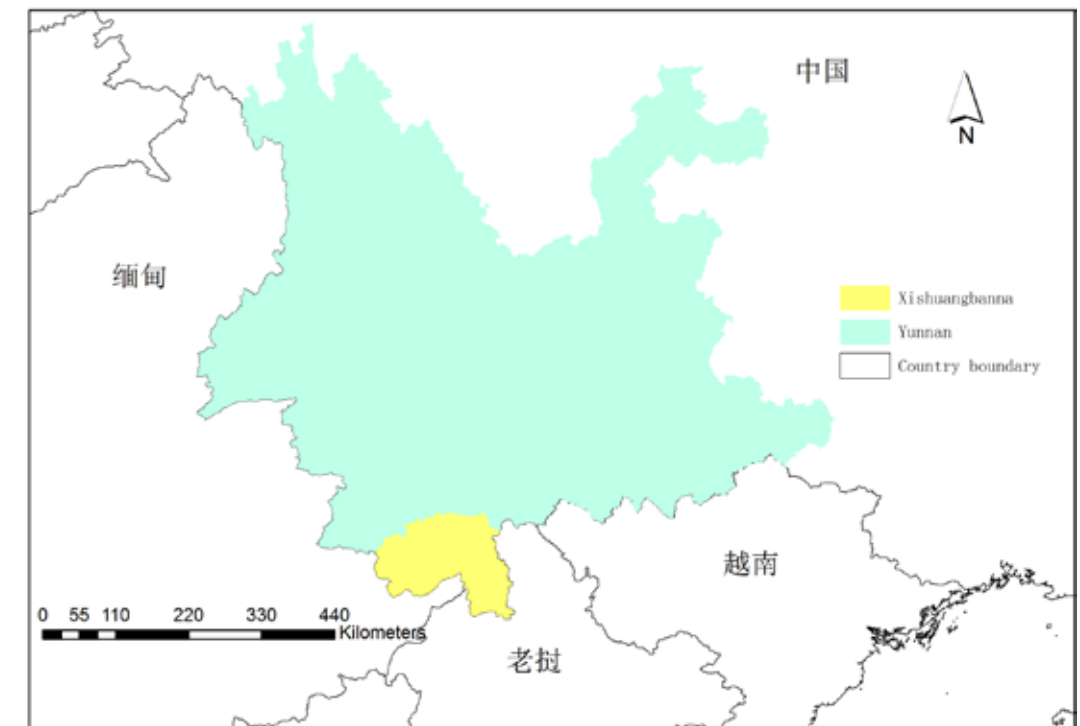 中国
N
缅甸
Xishuangbanna
Yunnan
Country boundary
越南
0 55 110 220 330 440
Kilometers
老挝